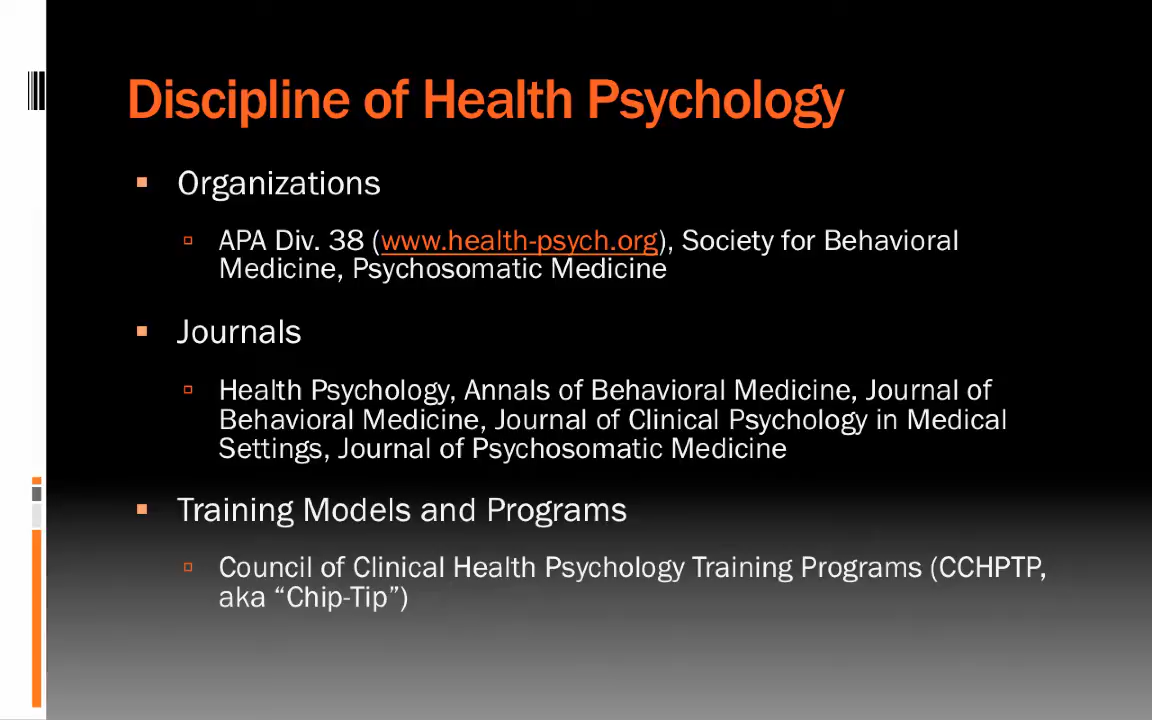 Discipline of Health Psychology
Organizations
APA Div. 38 (www.health-psych.org), Society for Behavioral
Medicine, Psychosomatic Medicine
Journals
Health Psychology, Annals of Behavioral Medicine, Journal of
Behavioral Medicine, Journal of Clinical Psychology in Medical
Settings, Journal of Psychosomatic Medicine
Training Models and Programs
Council of Clinical Health Psychology Training Programs (CCHPTP,
aka “Chip-Tip”)